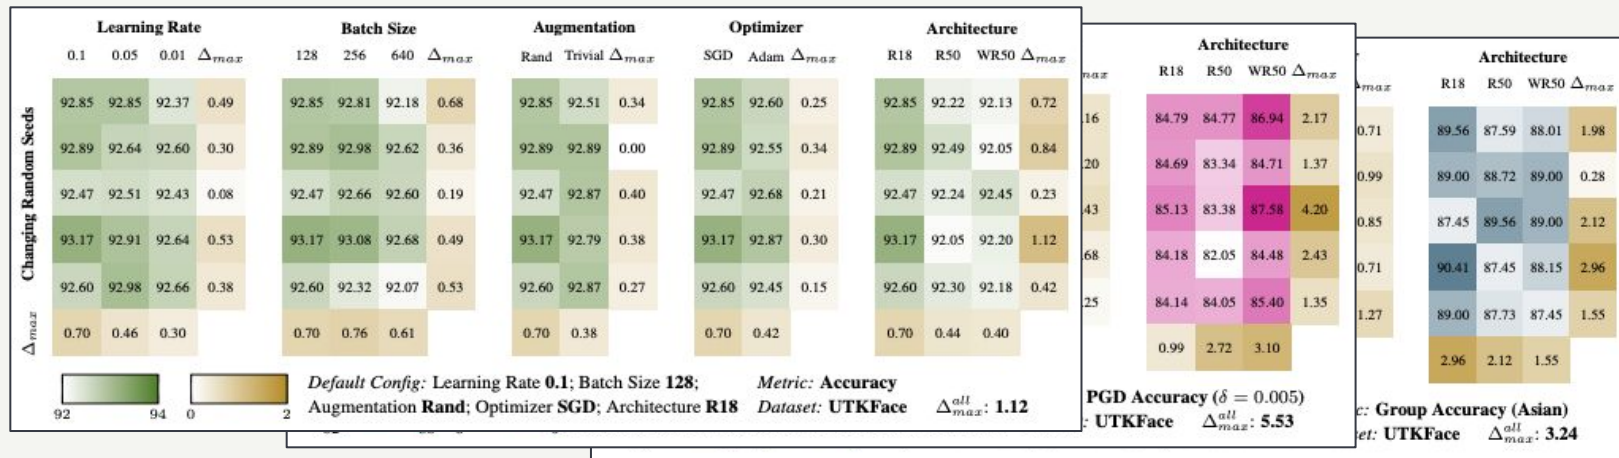 Learning Rate Batch Size Augmentation Optimizer Architecture
0.1 0.05 0.01 Δmax 128 256 640 Δmax Rand Trivial Δmax SGD Adam Δmax R18 R50 WR50 Δmax
Changing Random Seeds
92.85 92.85 92.37 0.49 92.85 92.81 92.18 0.68 92.85 92.51 0.34 92.85 92.60 0.25 92.85 92.22 92.13 0.72
92.89 92.64 92.60 0.30 92.89 92.98 92.62 0.36 92.89 92.89 0.00 92.89 92.55 0.34 92.89 92.49 92.05 0.84
92.47 92.51 92.43 0.08 92.47 92.66 92.60 0.19 92.47 92.87 0.40 92.47 92.68 0.21 92.47 92.24 92.45 0.23
93.17 92.91 92.64 0.53 93.17 93.08 92.68 0.49 93.17 92.79 0.38 93.17 92.87 0.30 93.17 92.05 92.20 1.12
92.60 92.98 92.66 0.38 92.60 92.32 92.07 0.53 92.60 92.87 0.27 92.60 92.45 0.15 92.60 92.30 92.18 0.42
Δmax 0.70 0.46 0.30 0.70 0.76 0.61 0.70 0.38 0.70 0.42 0.70 0.44 0.40
92 94 0 2
Default Config: Learning Rate 0.1; Batch Size 128;
Augmentation Rand; Optimizer SGD; Architecture R18
Metric: Accuracy
Dataset: UTKFace Δallmax: 1.12
Architecture
max R18 R50 WR50 Δmax
.16 84.79 84.77 86.94 2.17
.20 84.69 83.34 84.71 1.37
.43 85.13 83.38 87.58 4.20
.68 84.18 82.05 84.48 2.43
.25 84.14 84.05 85.40 1.35
0.99 2.72 3.10
PGD Accuracy (δ = 0.005)
: UTKFace Δallmax: 5.53
Architecture
Δmax R18 R50 WR50 Δmax
0.71 89.56 87.59 88.01 1.98
0.99 89.00 88.72 89.00 0.28
0.85 87.45 89.56 89.00 2.12
0.71 90.41 87.45 88.15 2.96
1.27 89.00 87.73 87.45 1.55
2.96 2.12 1.55
c: Group Accuracy (Asian)
et: UTKFace Δallmax: 3.24